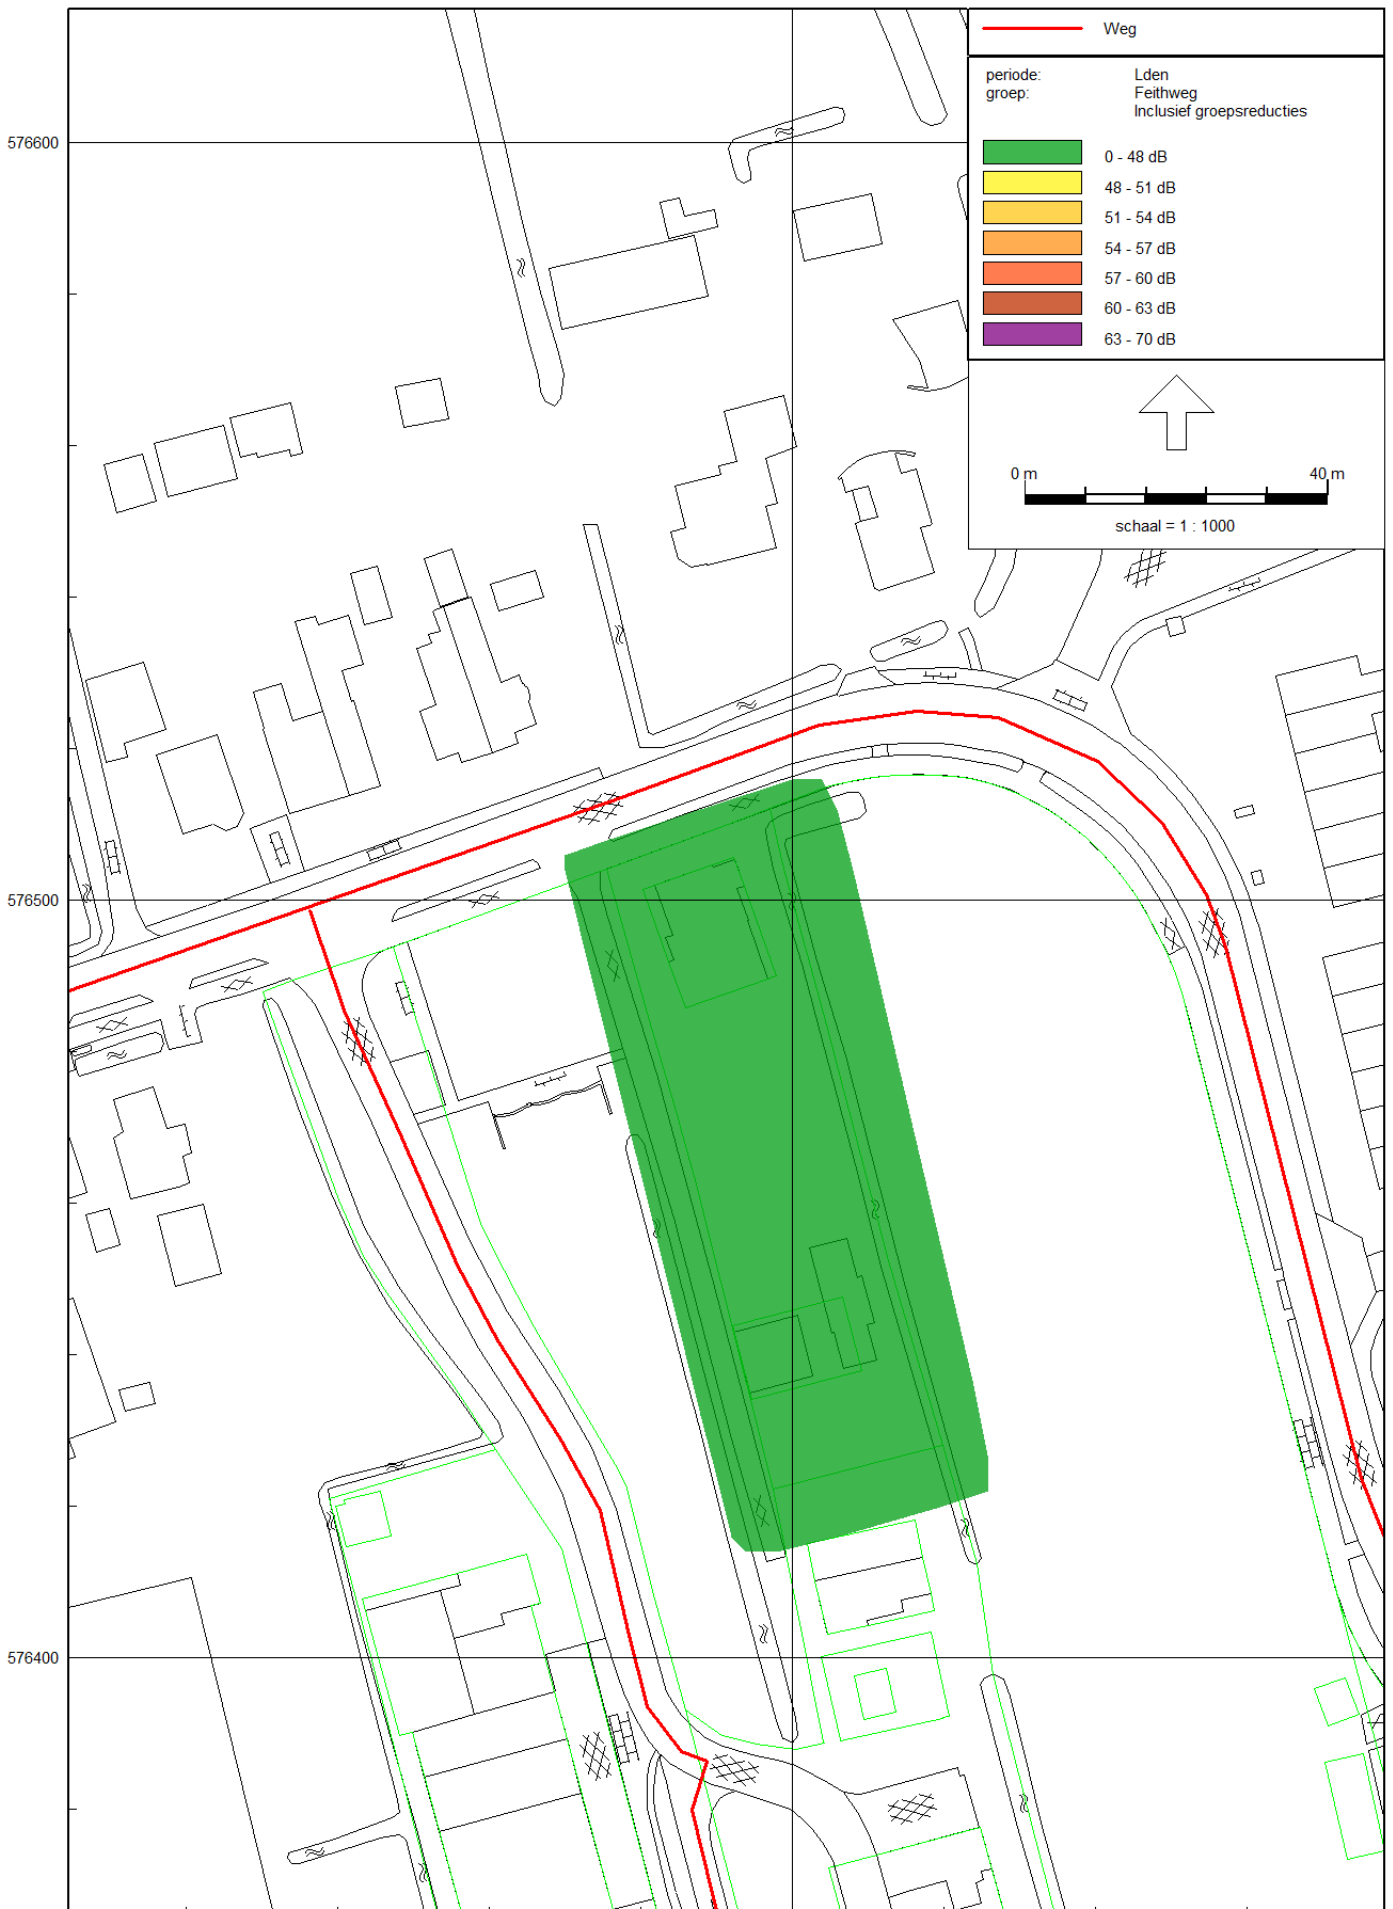 Weg
periode: Lden
groep: Feithweg
Inclusief groepsreducties
0 - 48 dB
48 - 51 dB
51 - 54 dB
54 - 57 dB
57 - 60 dB
60 - 63 dB
63 - 70 dB
0 m 40 m
schaal = 1 : 1000
576600
576500
576400